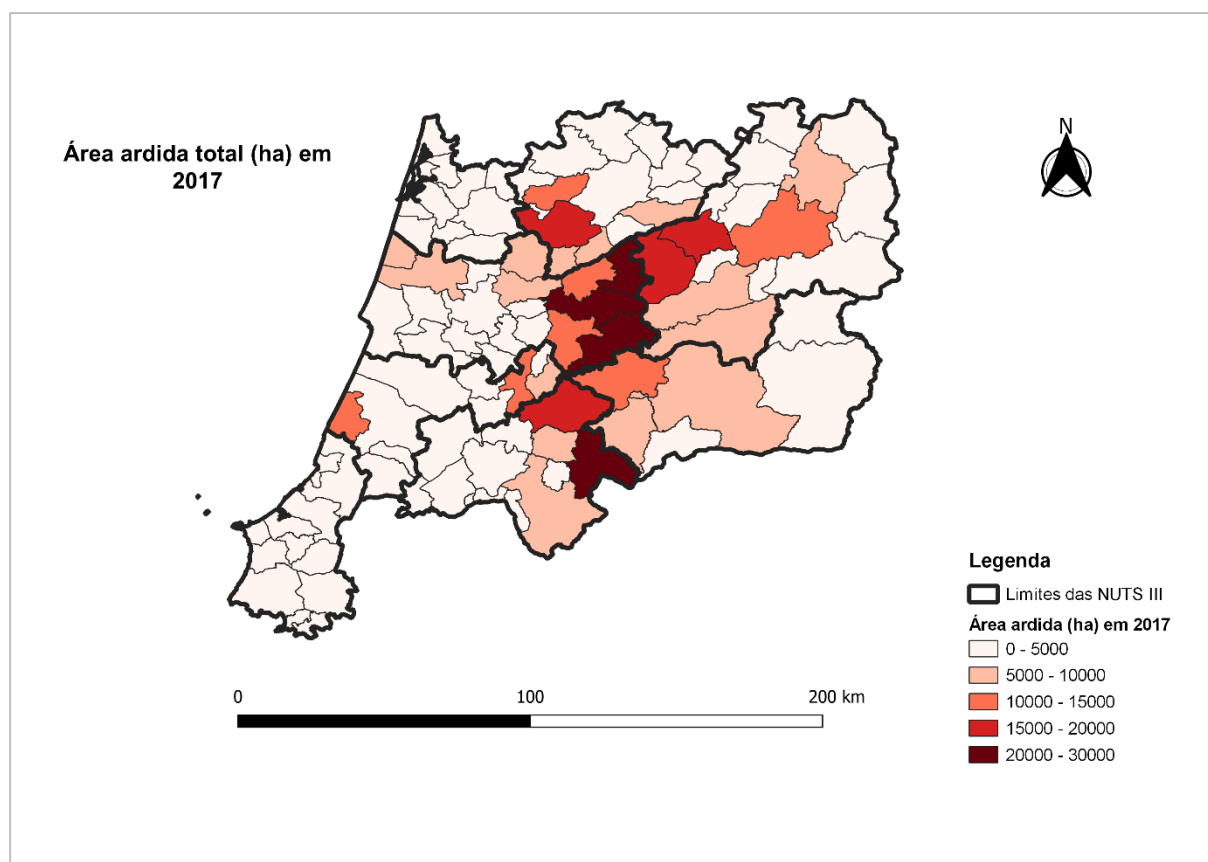 Área ardida total (ha) em
2017
N
Legenda
Limites das NUTS III
Área ardida (ha) em 2017
0 - 5000
5000 - 10000
10000 - 15000
15000 - 20000
20000 - 30000
0 100 200 km